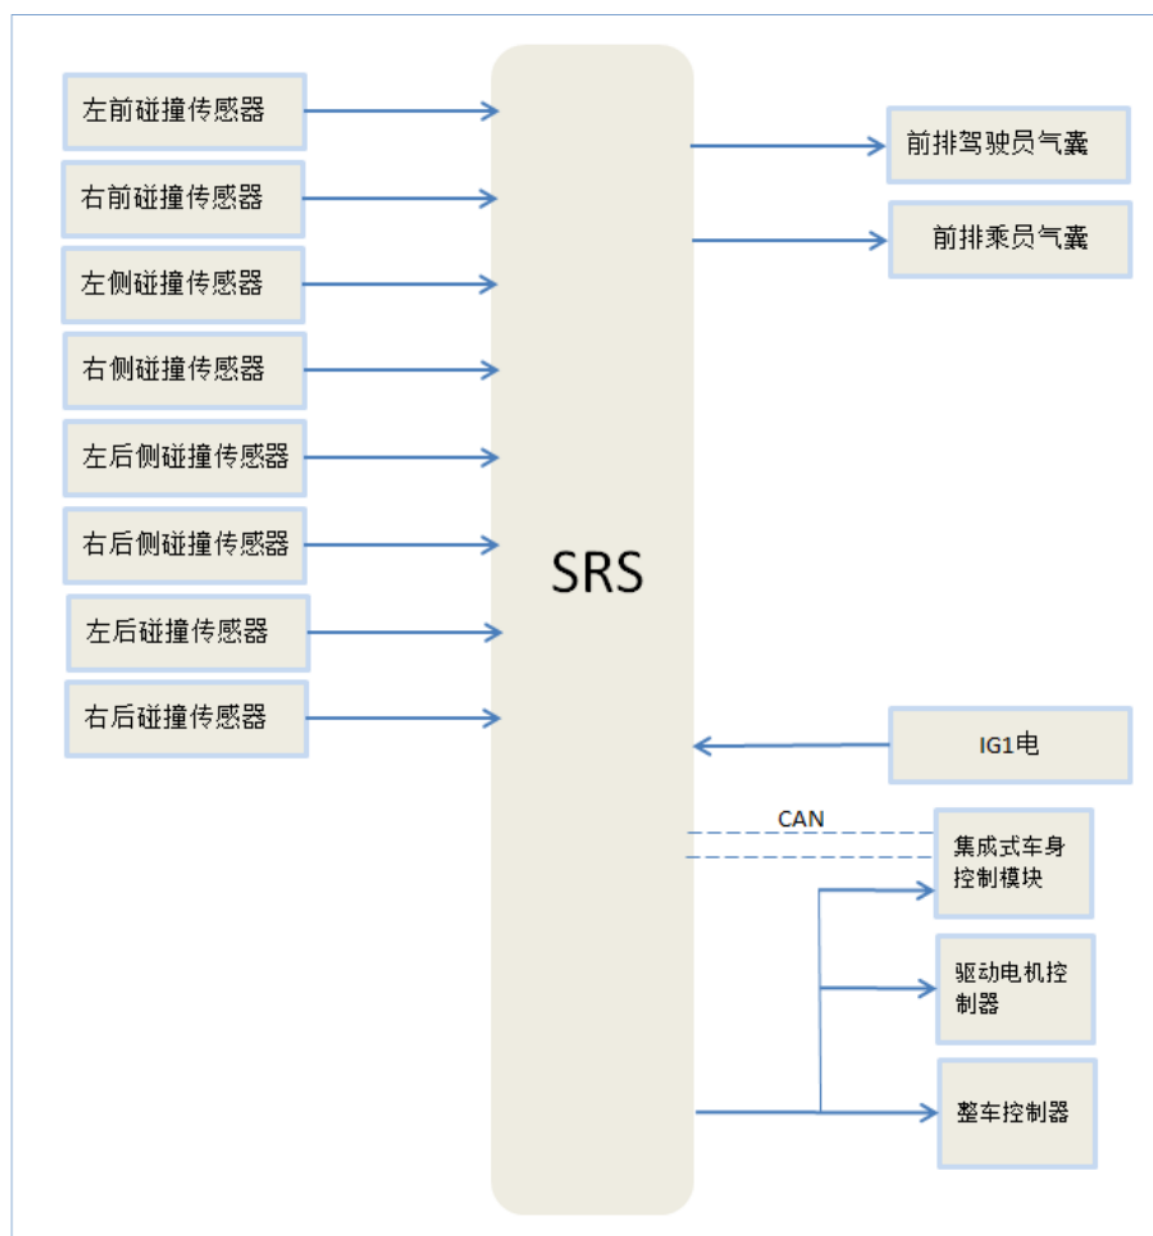 左前碰撞传感器
右前碰撞传感器
左侧碰撞传感器
右侧碰撞传感器
左后侧碰撞传感器
右后侧碰撞传感器
左后碰撞传感器
右后碰撞传感器
SRS
前排驾驶员气囊
前排乘员气囊
IG1电
CAN
集成式车身
控制模块
驱动电机控
制器
整车控制器